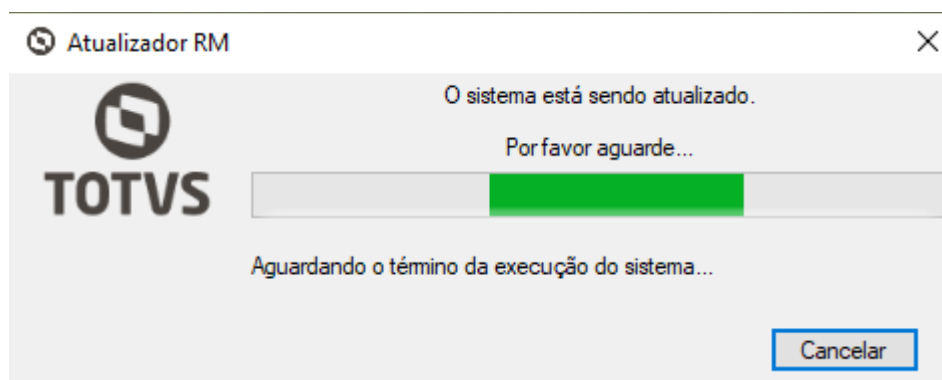 Atualizador RM
O sistema está sendo atualizado.
Por favor aguarde...
TOTVS
Aguardando o término da execução do sistema...
Cancelar